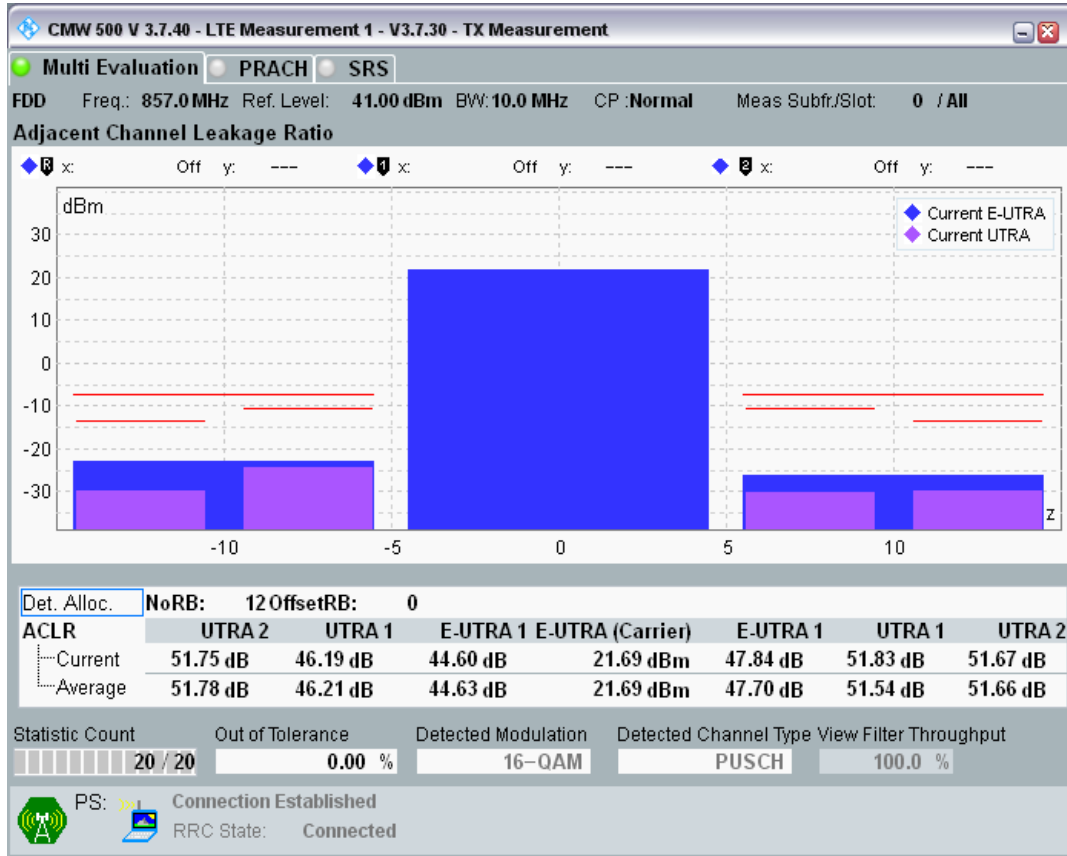 CMW 500 V 3.7.40 - LTE Measurement 1 - V3.7.30 - TX Measurement
Multi Evaluation PRACH SRS
FDD Freq.: 857.0 MHz Ref. Level: 41.00 dBm BW: 10.0 MHz CP :Normal Meas Subfr./Slot: 0 / All
Adjacent Channel Leakage Ratio
R x: Off y: --- 1 x: Off y: --- 2 x: Off y: ---
dBm
Current E-UTRA
Current UTRA
30
20
10
0
-10
-20
-30
z
-10 -5 0 5 10
Det. Alloc. NoRB: 12 OffsetRB: 0
ACLR UTRA 2 UTRA 1 E-UTRA 1 E-UTRA (Carrier) E-UTRA 1 UTRA 1 UTRA 2
Current 51.75 dB 46.19 dB 44.60 dB 21.69 dBm 47.84 dB 51.83 dB 51.67 dB
Average 51.78 dB 46.21 dB 44.63 dB 21.69 dBm 47.70 dB 51.54 dB 51.66 dB
Statistic Count Out of Tolerance Detected Modulation Detected Channel Type View Filter Throughput
20 / 20 0.00 % 16-QAM PUSCH 100.0 %
PS: Connection Established
RRC State: Connected